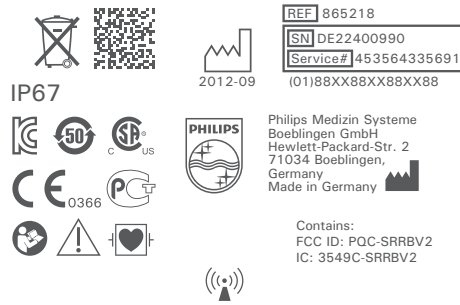 REF 865218
SN DE22400990
Service# 453564335691
(01)88XX88XX88XX88
2012-09
IP67
50
C US
PHILIPS
Philips Medizin Systeme
Boeblingen GmbH
Hewlett-Packard-Str. 2
71034 Boeblingen,
Germany
Made in Germany
CE 0366
Contains:
FCC ID: PQC-SRRBV2
IC: 3549C-SRRBV2